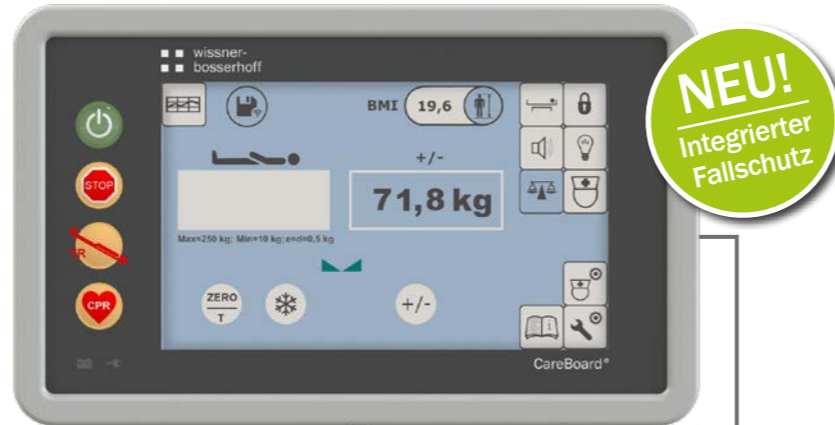 wissner-
bosserhoff
NEU!
Integrierter
Fallschutz
BMI 19,6
STOP
+/-
71,8 kg
Max=250 kg; Min=10 kg; e=d=0,5 kg
CPR
ZERO
T
+/-
CareBoard®